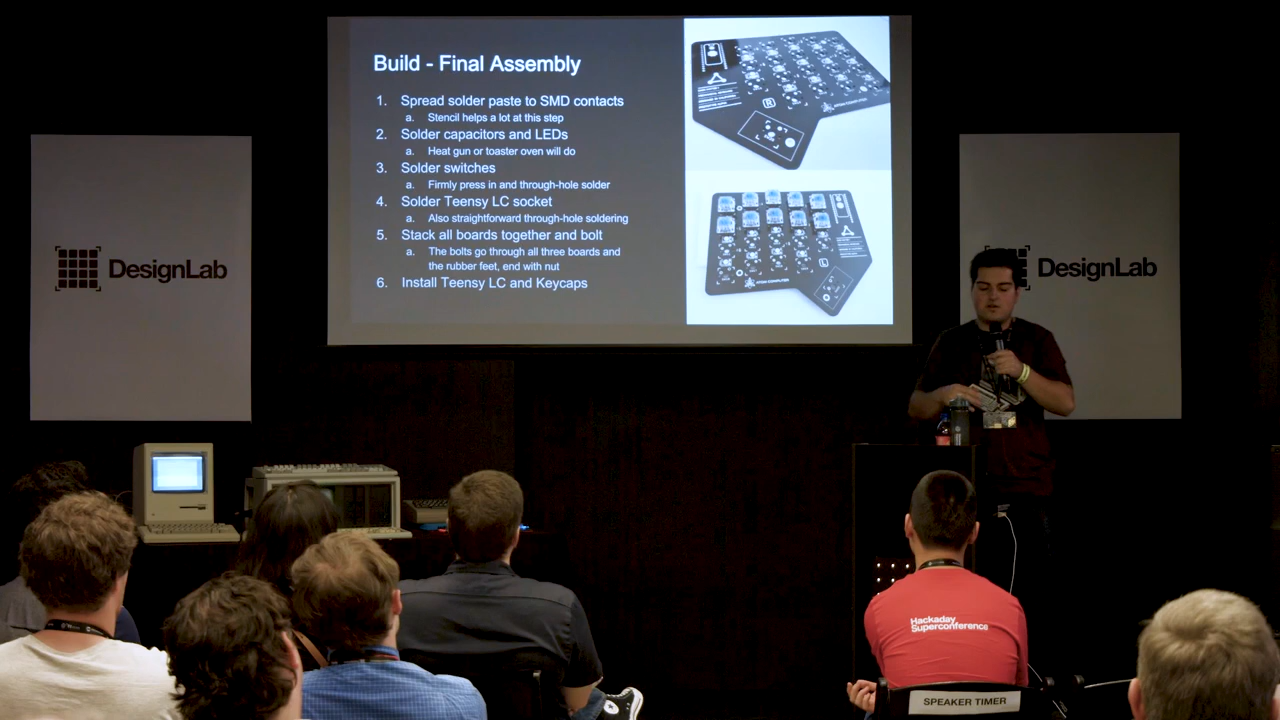 Build - Final Assembly
1. Spread solder paste to SMD contacts
a. Stencil helps a lot at this step
2. Solder capacitors and LEDs
a. Heat gun or toaster oven will do
3. Solder switches
a. Firmly press in and through-hole solder
4. Solder Teensy LC socket
a. Also straightforward through-hole soldering
5. Stack all boards together and bolt
a. The bolts go through all three boards and
the rubber feet, end with nut
6. Install Teensy LC and Keycaps
R
ATOM COMPUTER
L
ATOM COMPUTER
DesignLab
DesignLab
Hackaday
Superconference
SPEAKER TIMER